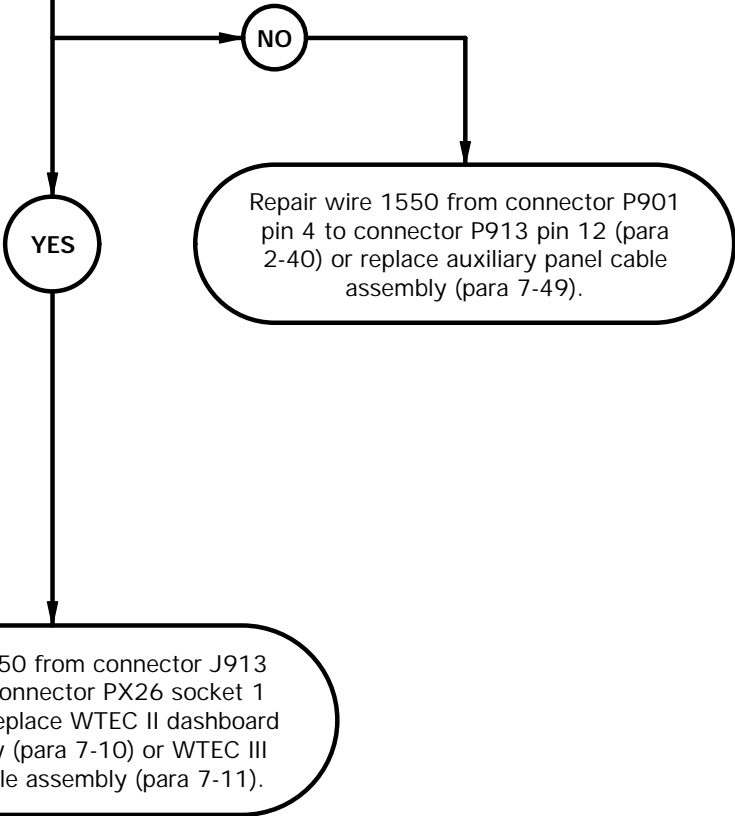 NO
Repair wire 1550 from connector P901
pin 4 to connector P913 pin 12 (para
2-40) or replace auxiliary panel cable
assembly (para 7-49).
YES
50 from connector J913
onnector PX26 socket 1
eplace WTEC II dashboard
(para 7-10) or WTEC III
le assembly (para 7-11).